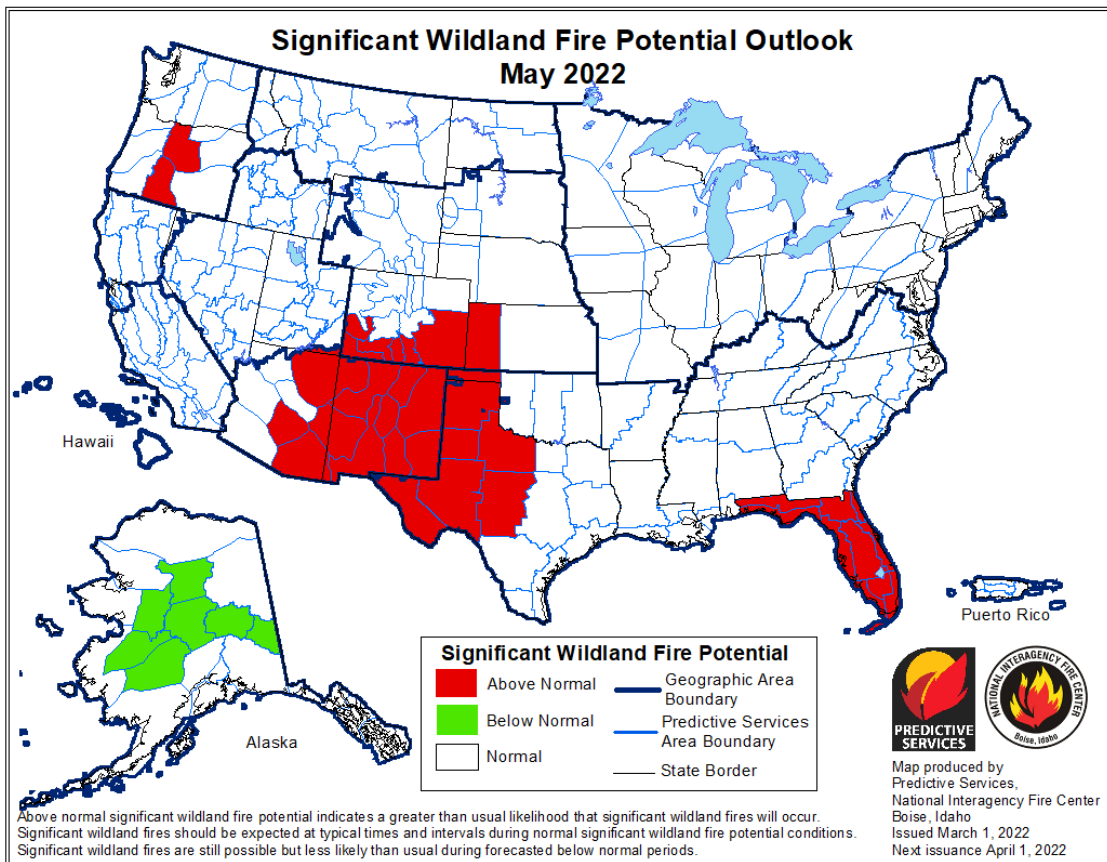 Significant Wildland Fire Potential Outlook
May 2022
Hawaii
Alaska
Puerto Rico
Significant Wildland Fire Potential
Above Normal
Below Normal
Normal
Geographic Area
Boundary
Predictive Services
Area Boundary
State Border
PREDICTIVE
SERVICES
NATIONAL INTERAGENCY FIRE CENTER
Boise, Idaho
Map produced by
Predictive Services,
National Interagency Fire Center
Boise, Idaho
Issued March 1, 2022
Next issuance April 1, 2022
Above normal significant wildland fire potential indicates a greater than usual likelihood that significant wildland fires will occur.
Significant wildland fires should be expected at typical times and intervals during normal significant wildland fire potential conditions.
Significant wildland fires are still possible but less likely than usual during forecasted below normal periods.